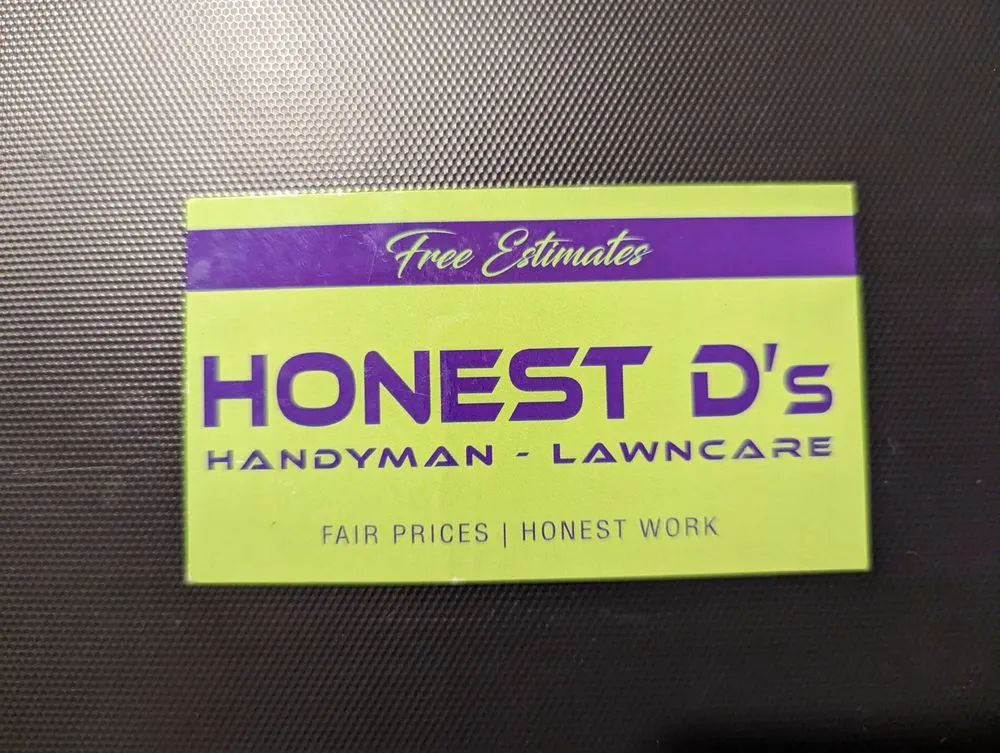 Free Estimates
HONEST D's
HANDYMAN - LAWNCARE
FAIR PRICES | HONEST WORK